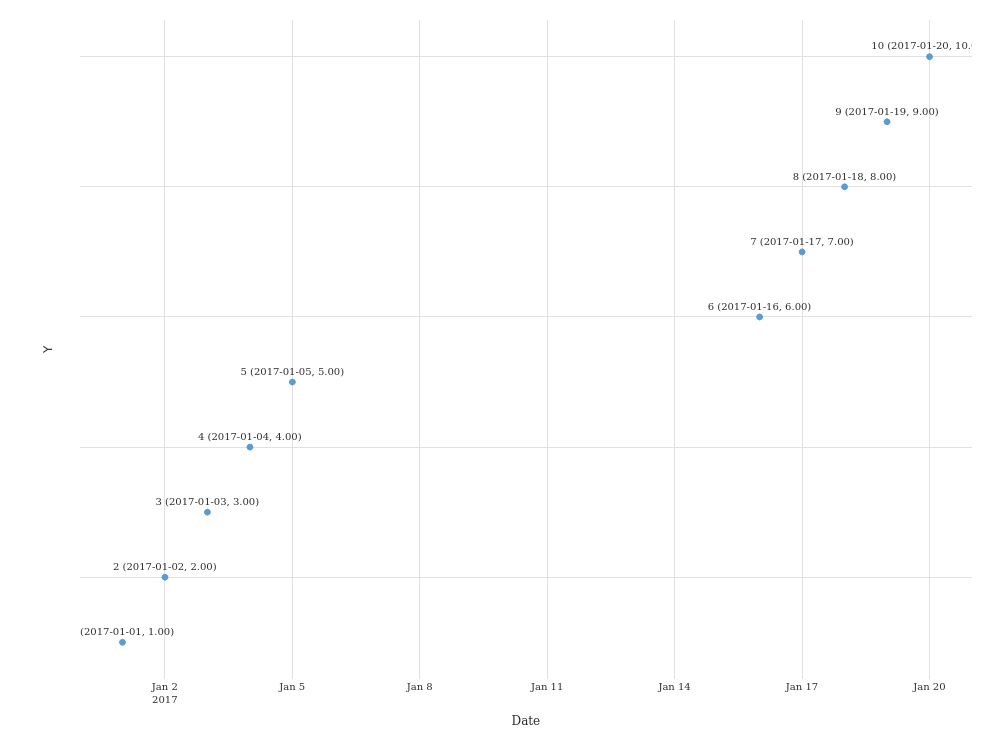 10 (2017-01-20, 10.
9 (2017-01-19, 9.00)
8 (2017-01-18, 8.00)
7 (2017-01-17, 7.00)
6 (2017-01-16, 6.00)
Y
5 (2017-01-05, 5.00)
4 (2017-01-04, 4.00)
3 (2017-01-03, 3.00)
2 (2017-01-02, 2.00)
(2017-01-01, 1.00)
Jan 2 Jan 5 Jan 8 Jan 11 Jan 14 Jan 17 Jan 20
2017
Date